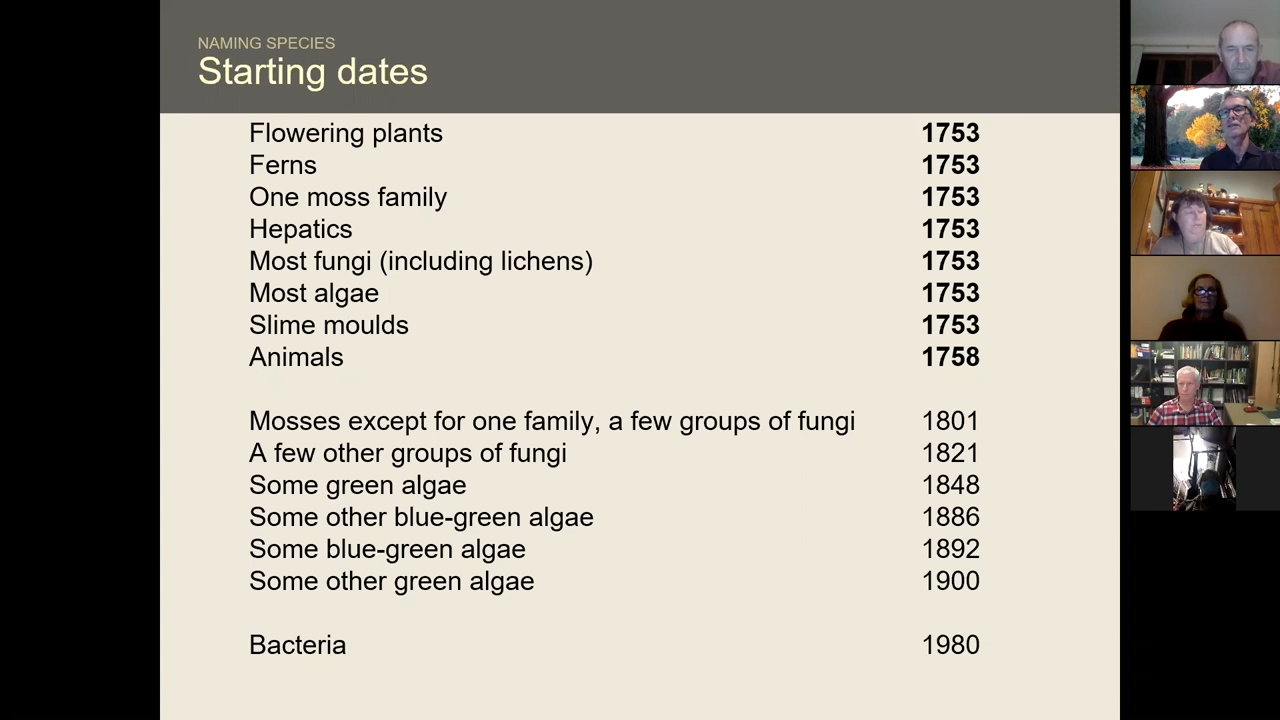 NAMING SPECIES
Starting dates
Flowering plants 1753
Ferns 1753
One moss family 1753
Hepatics 1753
Most fungi (including lichens) 1753
Most algae 1753
Slime moulds 1753
Animals 1758
Mosses except for one family, a few groups of fungi 1801
A few other groups of fungi 1821
Some green algae 1848
Some other blue-green algae 1886
Some blue-green algae 1892
Some other green algae 1900
Bacteria 1980